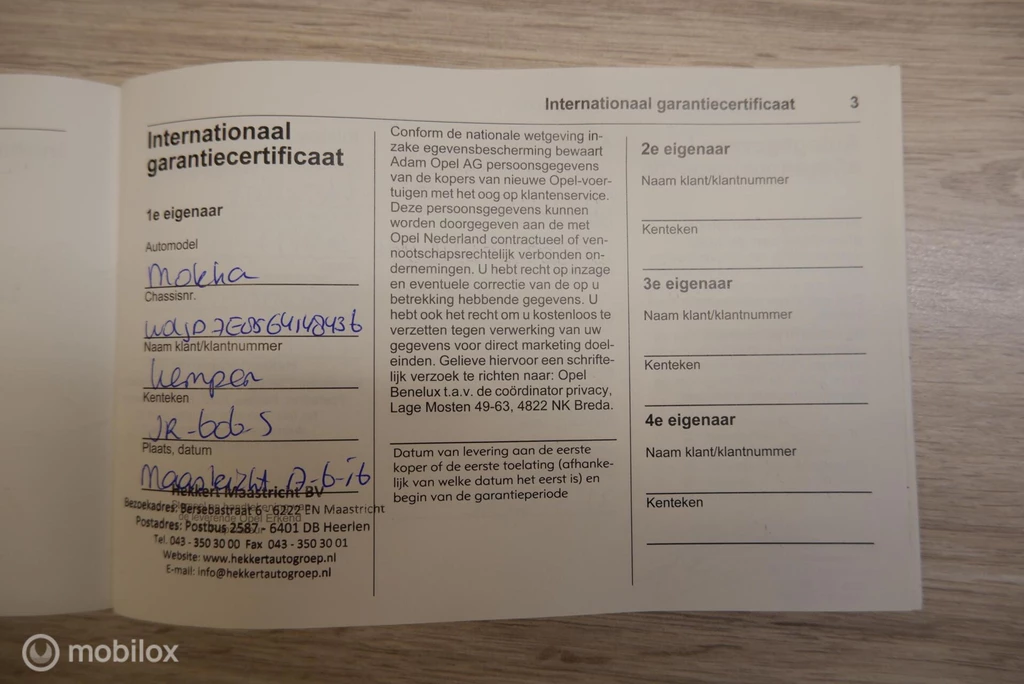 Internationaal garantiecertificaat 3
Internationaal
garantiecertificaat
1e eigenaar
Automodel
Mokka
Chassisnr.
Naam klant/klantnummer
Kemper
Kenteken
JR-606-S
Plaats, datum
Maastricht
Hekkert Maastricht BV
Bezoekadres: Bersebastraat 6 - 6222 EN Maastricht
Postadres: Postbus 2587 - 6401 DB Heerlen
Tel. 043 - 350 30 00 Fax 043 - 350 30 01
Website: www.hekkertautogroep.nl
E-mail: info@hekkertautogroep.nl
Conform de nationale wetgeving in-
zake egevensbescherming bewaart
Adam Opel AG persoonsgegevens
van de kopers van nieuwe Opel-voer-
tuigen met het oog op klantenservice.
Deze persoonsgegevens kunnen
worden doorgegeven aan de met
Opel Nederland contractueel of ven-
nootschapsrechtelijk verbonden on-
dernemingen. U hebt recht op inzage
en eventuele correctie van de op u
betrekking hebbende gegevens. U
hebt ook het recht om u kosteloos te
verzetten tegen verwerking van uw
gegevens voor direct marketing doel-
einden. Gelieve hiervoor een schrifte-
lijk verzoek te richten naar: Opel
Benelux t.a.v. de coördinator privacy,
Lage Mosten 49-63, 4822 NK Breda.
Datum van levering aan de eerste
koper of de eerste toelating (afhanke-
lijk van welke datum het eerst is) en
begin van de garantieperiode
2e eigenaar
Naam klant/klantnummer
Kenteken
3e eigenaar
Naam klant/klantnummer
Kenteken
4e eigenaar
Naam klant/klantnummer
Kenteken
mobilox